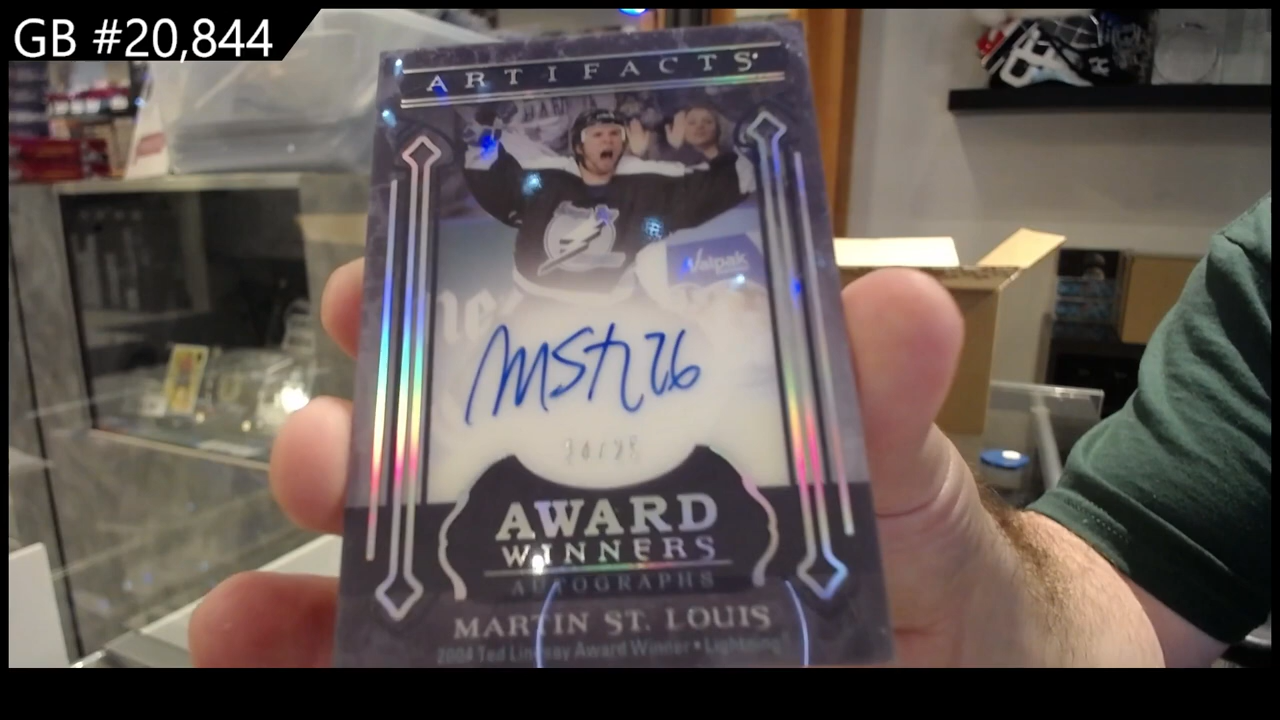 GB #20,844
ARTIFACTS
Valpak
MSt 26
AWARD
WINNERS
AUTOGRAPHS
MARTIN ST. LOUIS
2004 Ted Lindsay Award Winner • Lightning®